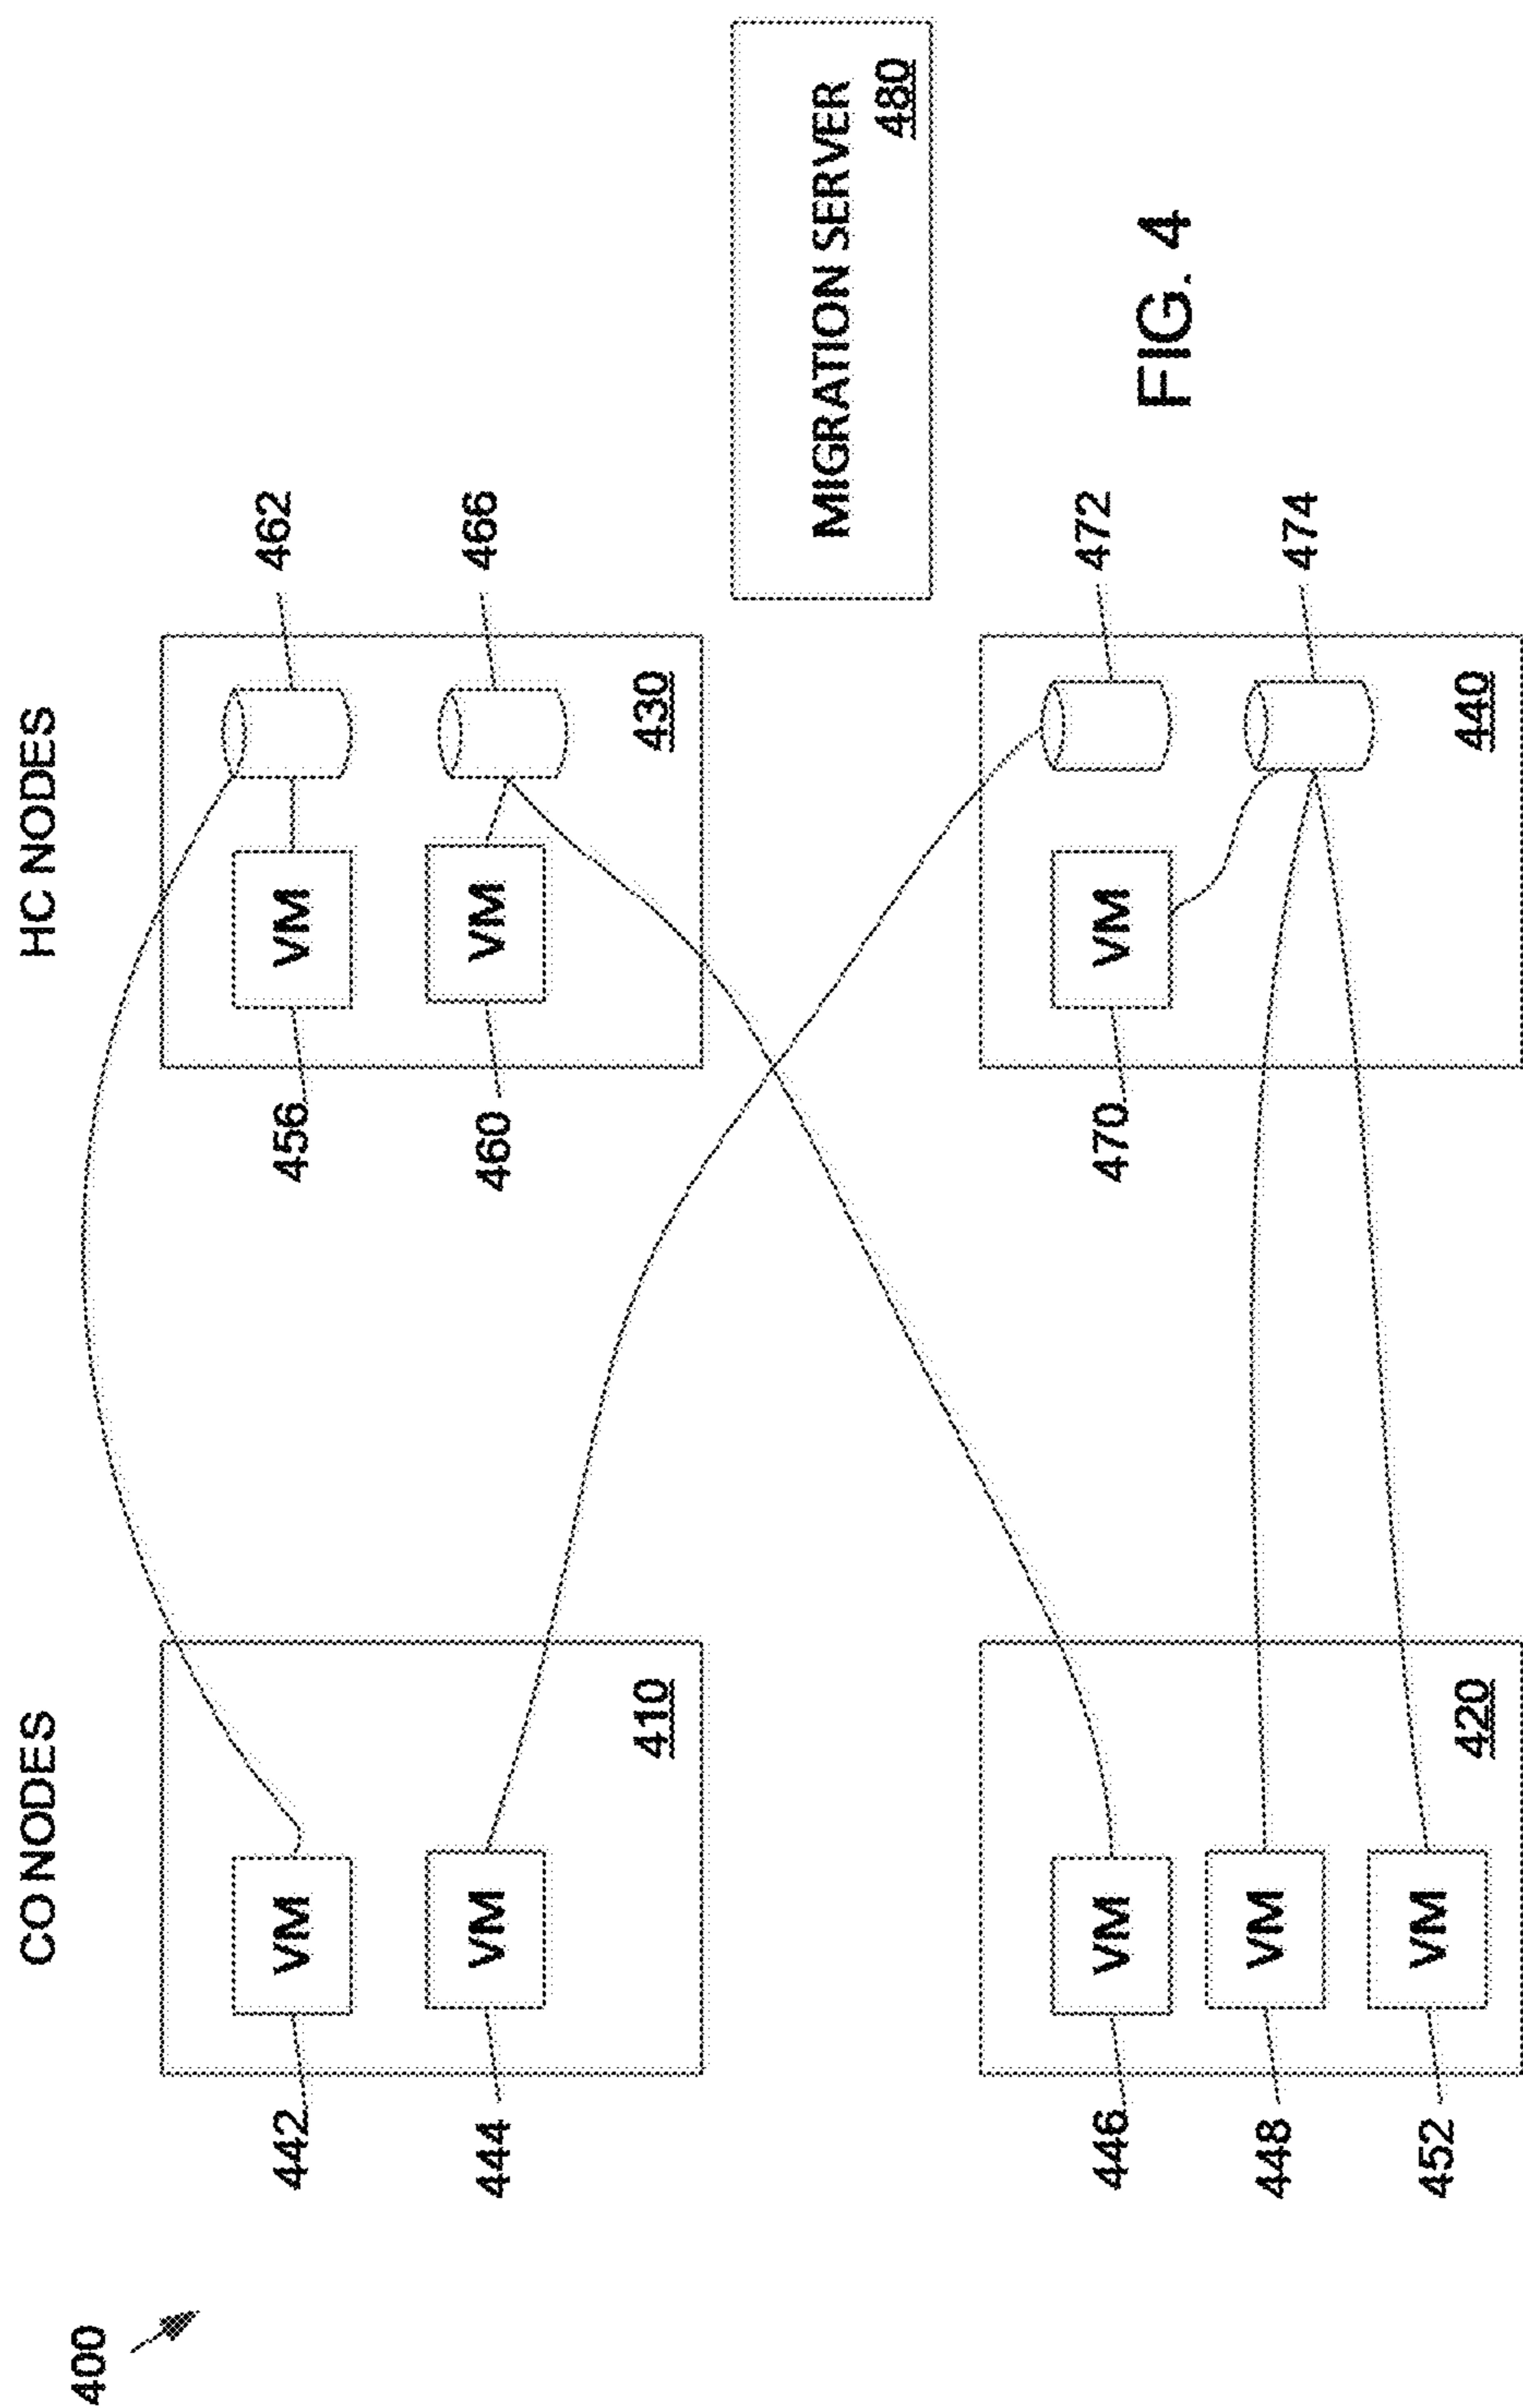 400
CO NODES
HC NODES
442
VM
444
VM
410
456
VM
460
VM
462
466
430
MIGRATION SERVER
480
446
VM
448
VM
452
VM
420
470
VM
472
474
440
FIG. 4